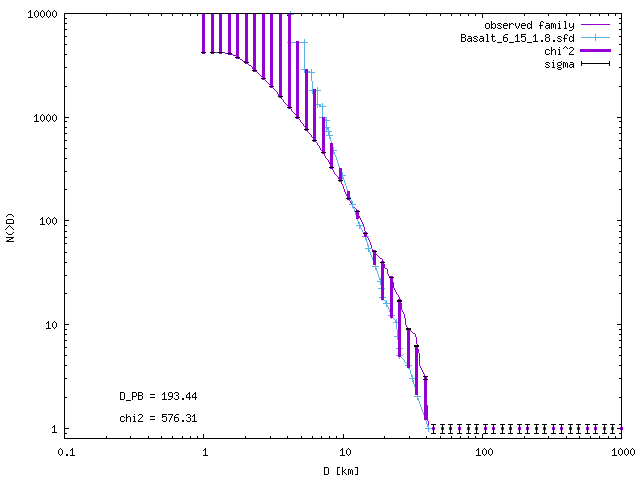 observed family
Basalt_6_15_1.8.sfd
chi^2
sigma
10000
1000
100
10
1
N(>D)
D_PB = 193.44
chi2 = 576.31
0.1 1 10 100 1000
D [km]